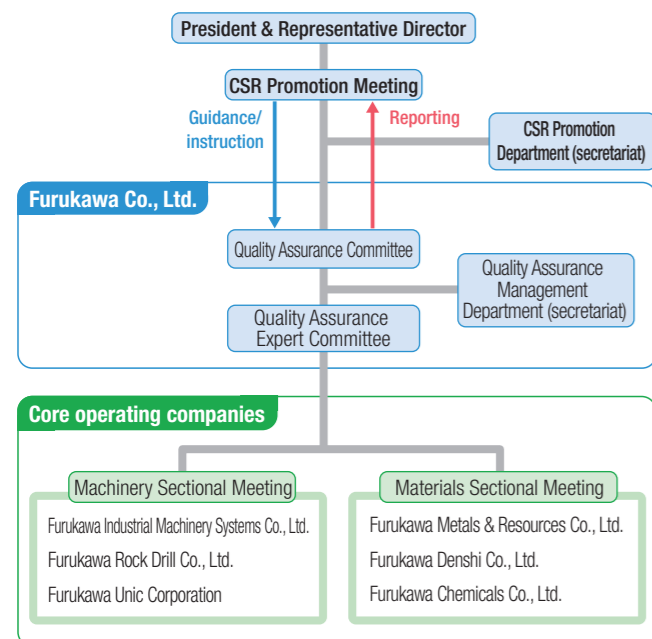 President & Representative Director
CSR Promotion Meeting
Guidance/
instruction
Reporting
CSR Promotion
Department (secretariat)
Furukawa Co., Ltd.
Quality Assurance Committee
Quality Assurance
Management
Department (secretariat)
Quality Assurance
Expert Committee
Core operating companies
Machinery Sectional Meeting
Furukawa Industrial Machinery Systems Co., Ltd.
Furukawa Rock Drill Co., Ltd.
Furukawa Unic Corporation
Materials Sectional Meeting
Furukawa Metals & Resources Co., Ltd.
Furukawa Denshi Co., Ltd.
Furukawa Chemicals Co., Ltd.